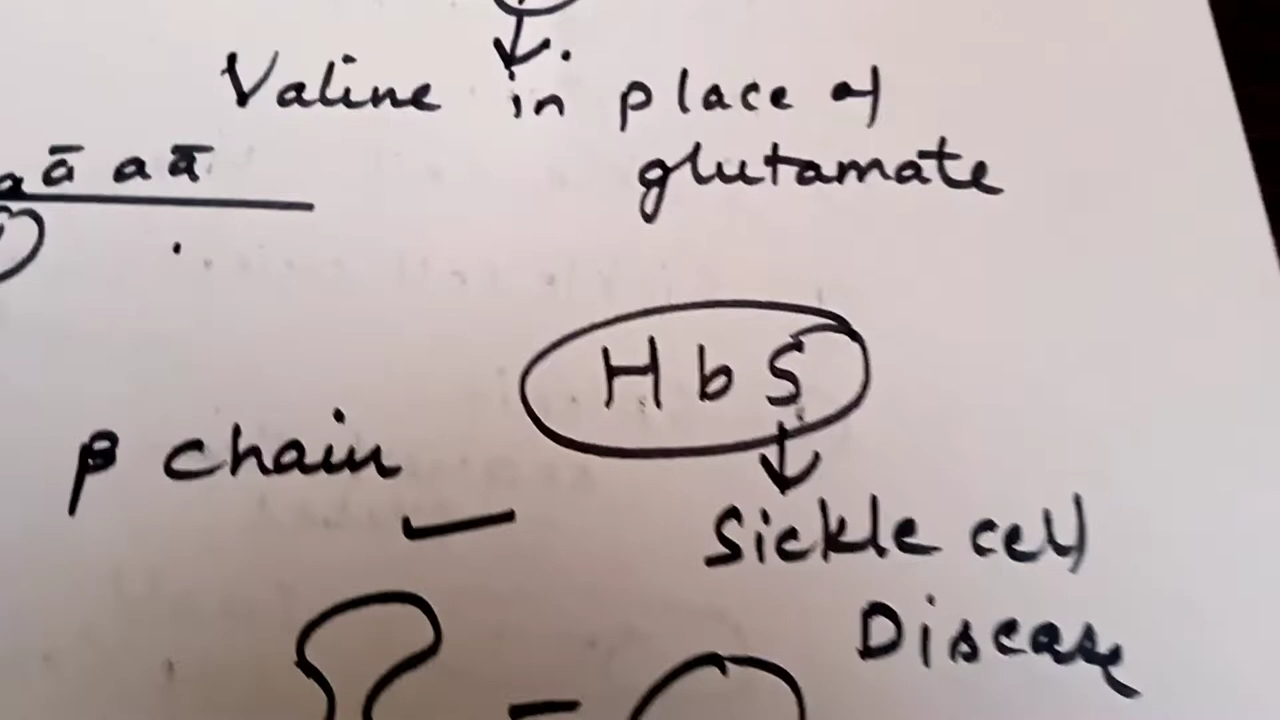 Valine in place of
glutamate
a ā a ā
HbS
β chain
Sickle cell
Disease